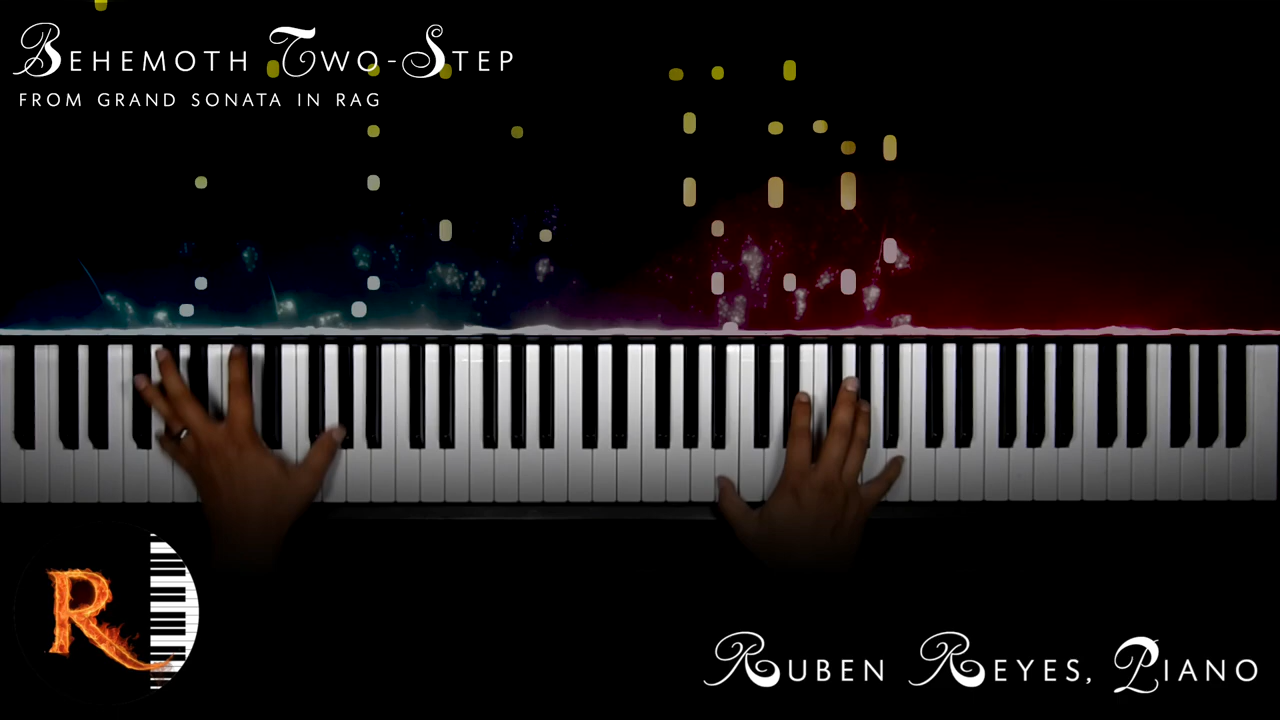 Behemoth Two-Step
FROM GRAND SONATA IN RAG
R
Ruben Reyes, Piano